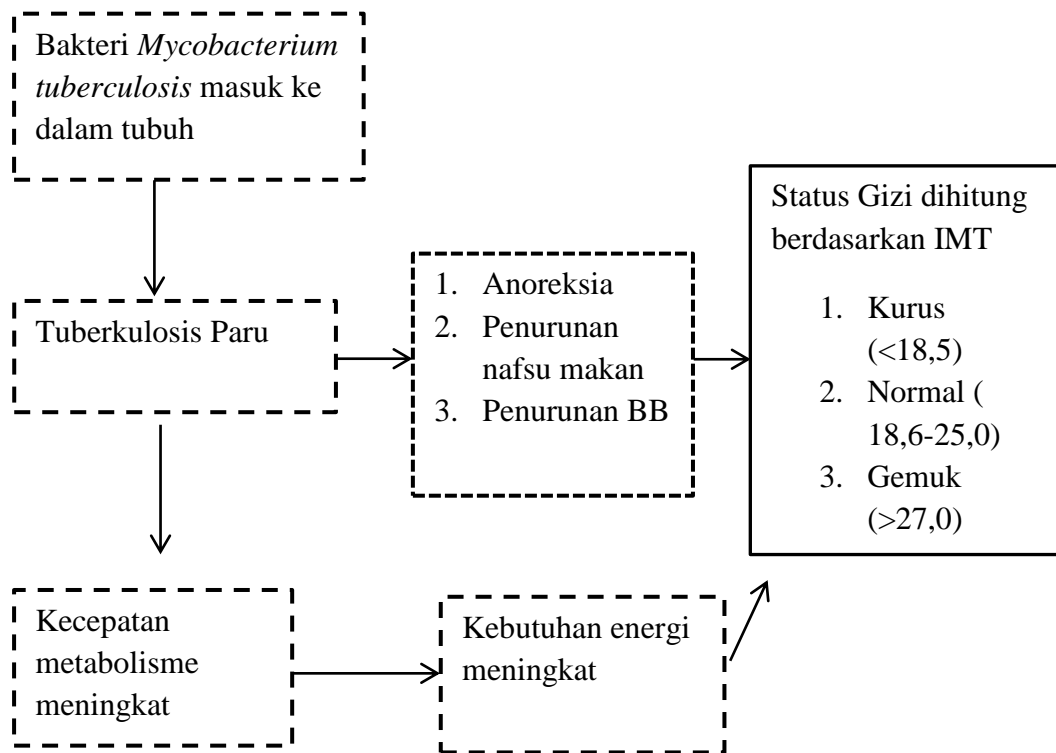 Bakteri Mycobacterium
tuberculosis masuk ke
dalam tubuh
Tuberkulosis Paru
1. Anoreksia
2. Penurunan
nafsu makan
3. Penurunan BB
Status Gizi dihitung
berdasarkan IMT
1. Kurus
(<18,5)
2. Normal (
18,6-25,0)
3. Gemuk
(>27,0)
Kecepatan
metabolisme
meningkat
Kebutuhan energi
meningkat